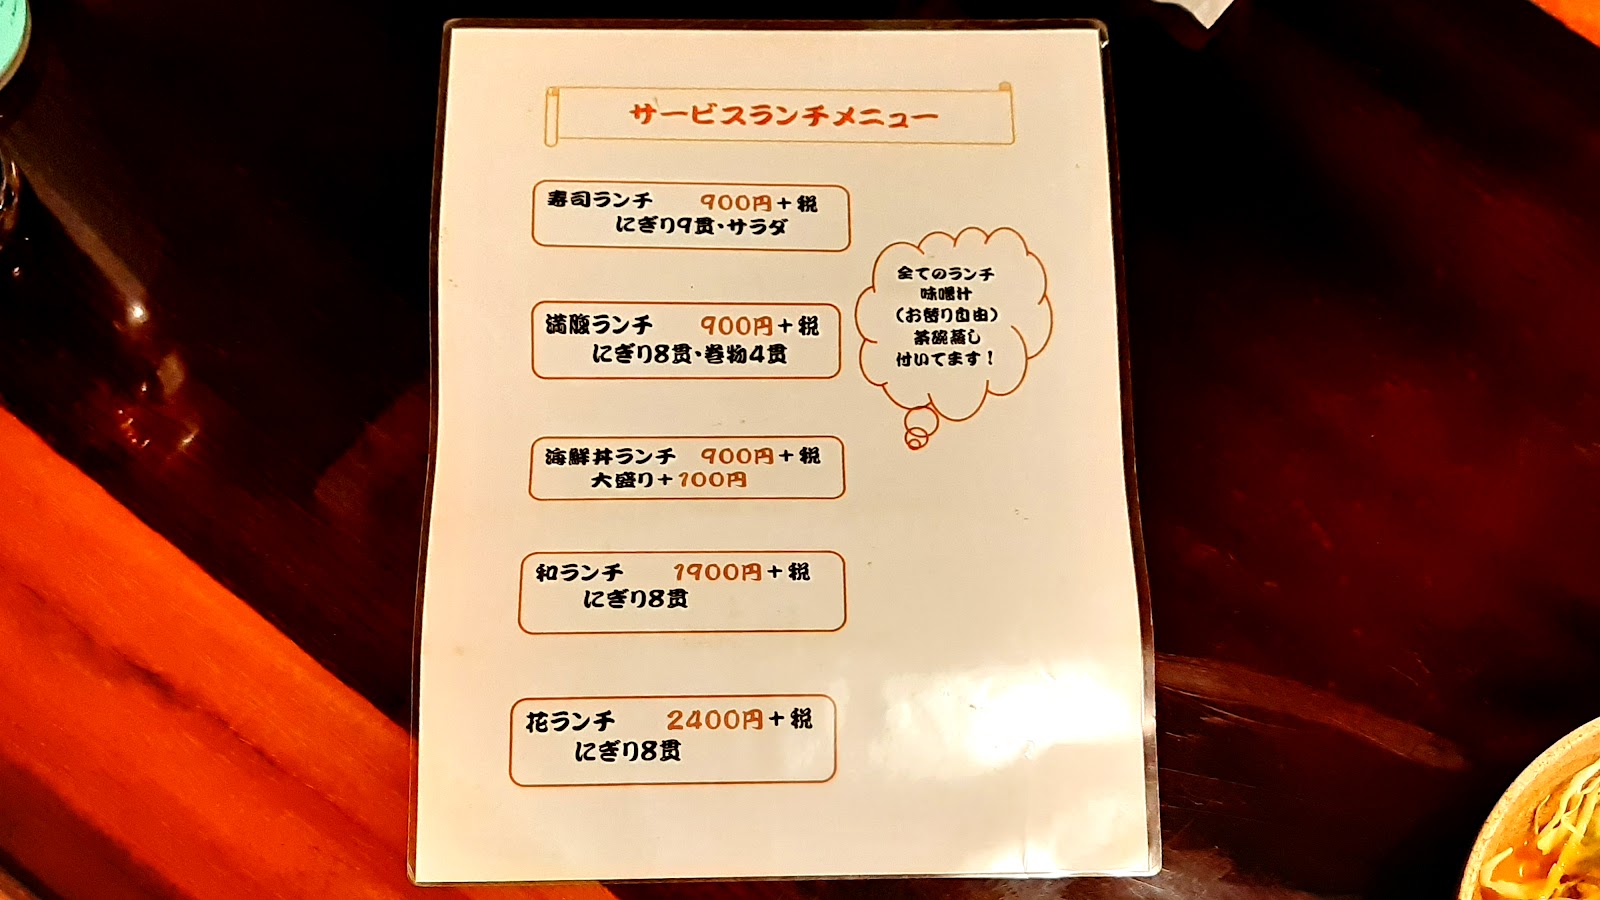 サービスランチメニュー
寿司ランチ 900円+税
にぎり9貫・サラダ
満腹ランチ 900円+税
にぎり8貫・巻物4貫
海鮮丼ランチ 900円+税
大盛り+100円
和ランチ 1900円+税
にぎり8貫
花ランチ 2400円+税
にぎり8貫
全てのランチ
味噌汁
(お替り自由)
茶碗蒸し
付いてます!